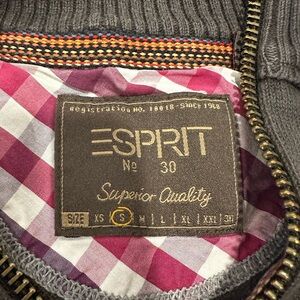 Registration No. 10018 - Since 1968
ESPRIT
No 30
Superior Quality
SIZE XS S M L XL XXL 3XL